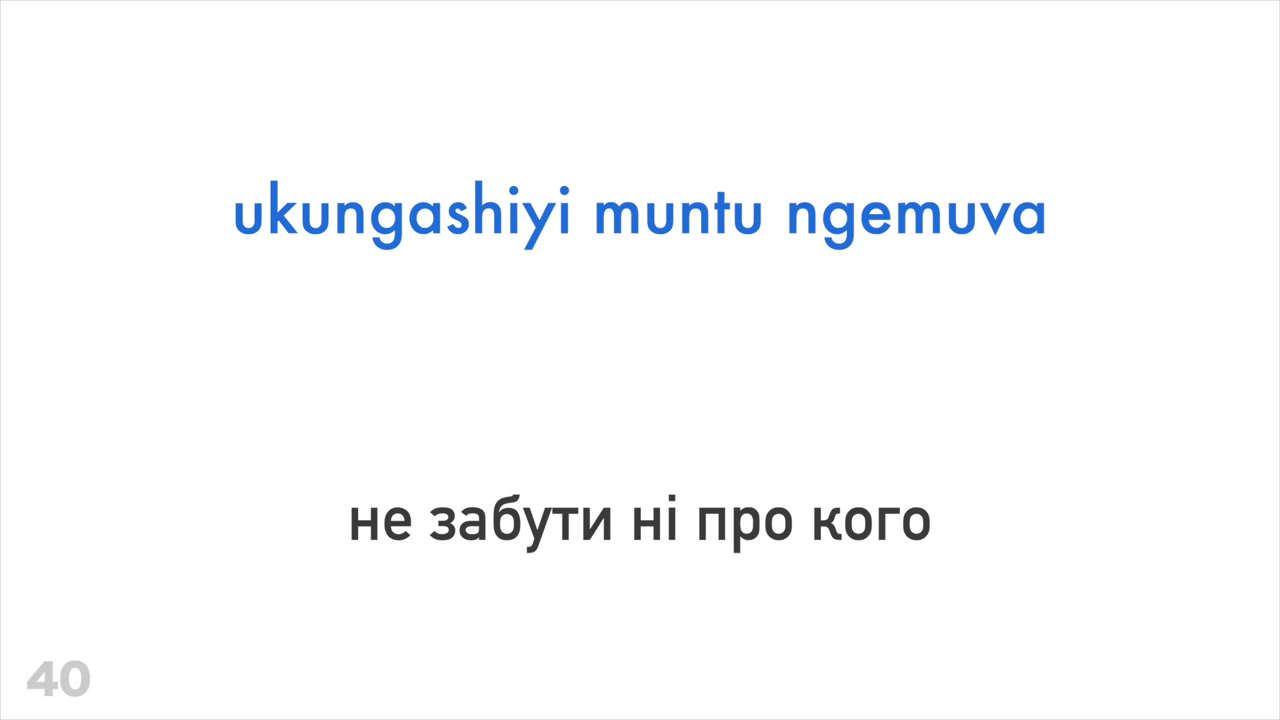 ukungashiyi muntu ngemuva
не забути ні про кого
40